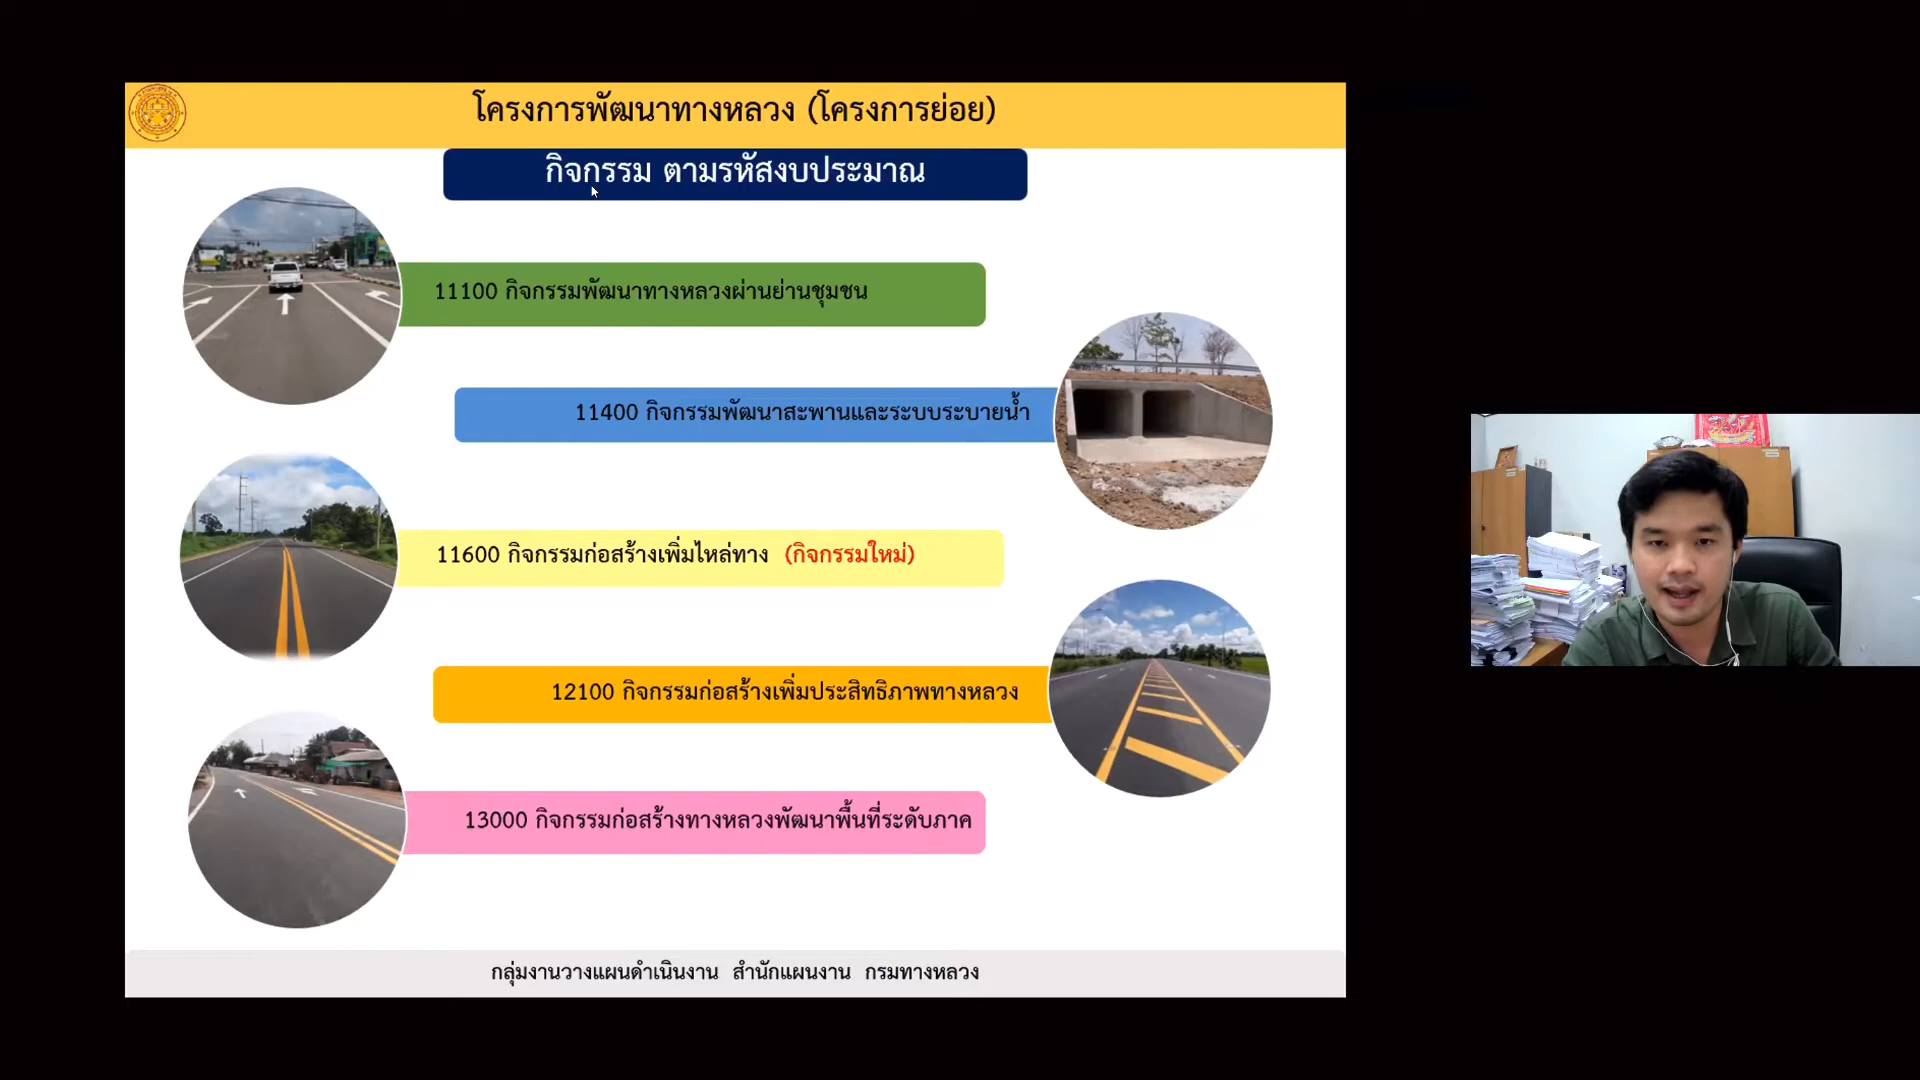 โครงการพัฒนาทางหลวง (โครงการย่อย)
กิจกรรม ตามรหัสงบประมาณ
11100 กิจกรรมพัฒนาทางหลวงผ่านย่านชุมชน
11400 กิจกรรมพัฒนาสะพานและระบบระบายน้ำ
11600 กิจกรรมก่อสร้างเพิ่มไหล่ทาง (กิจกรรมใหม่)
12100 กิจกรรมก่อสร้างเพิ่มประสิทธิภาพทางหลวง
13000 กิจกรรมก่อสร้างทางหลวงพัฒนาพื้นที่ระดับภาค
กลุ่มงานวางแผนดำเนินงาน สำนักแผนงาน กรมทางหลวง